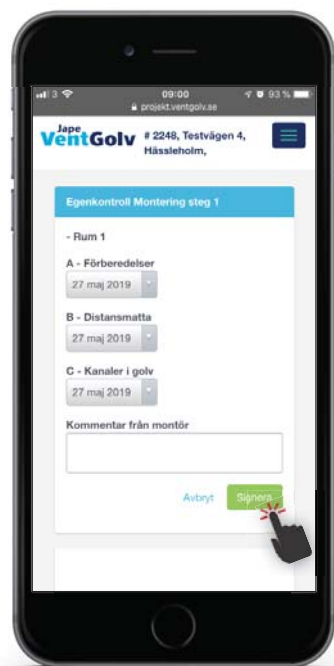 3
09:00
93 %
projekt.ventgolv.se
Jape
VentGolv
# 2248, Testvägen 4,
Hässleholm,
Egenkontroll Montering steg 1
- Rum 1
A - Förberedelser
27 maj 2019
B - Distansmatta
27 maj 2019
C - Kanaler i golv
27 maj 2019
Kommentar från montör
Avbryt
Signera